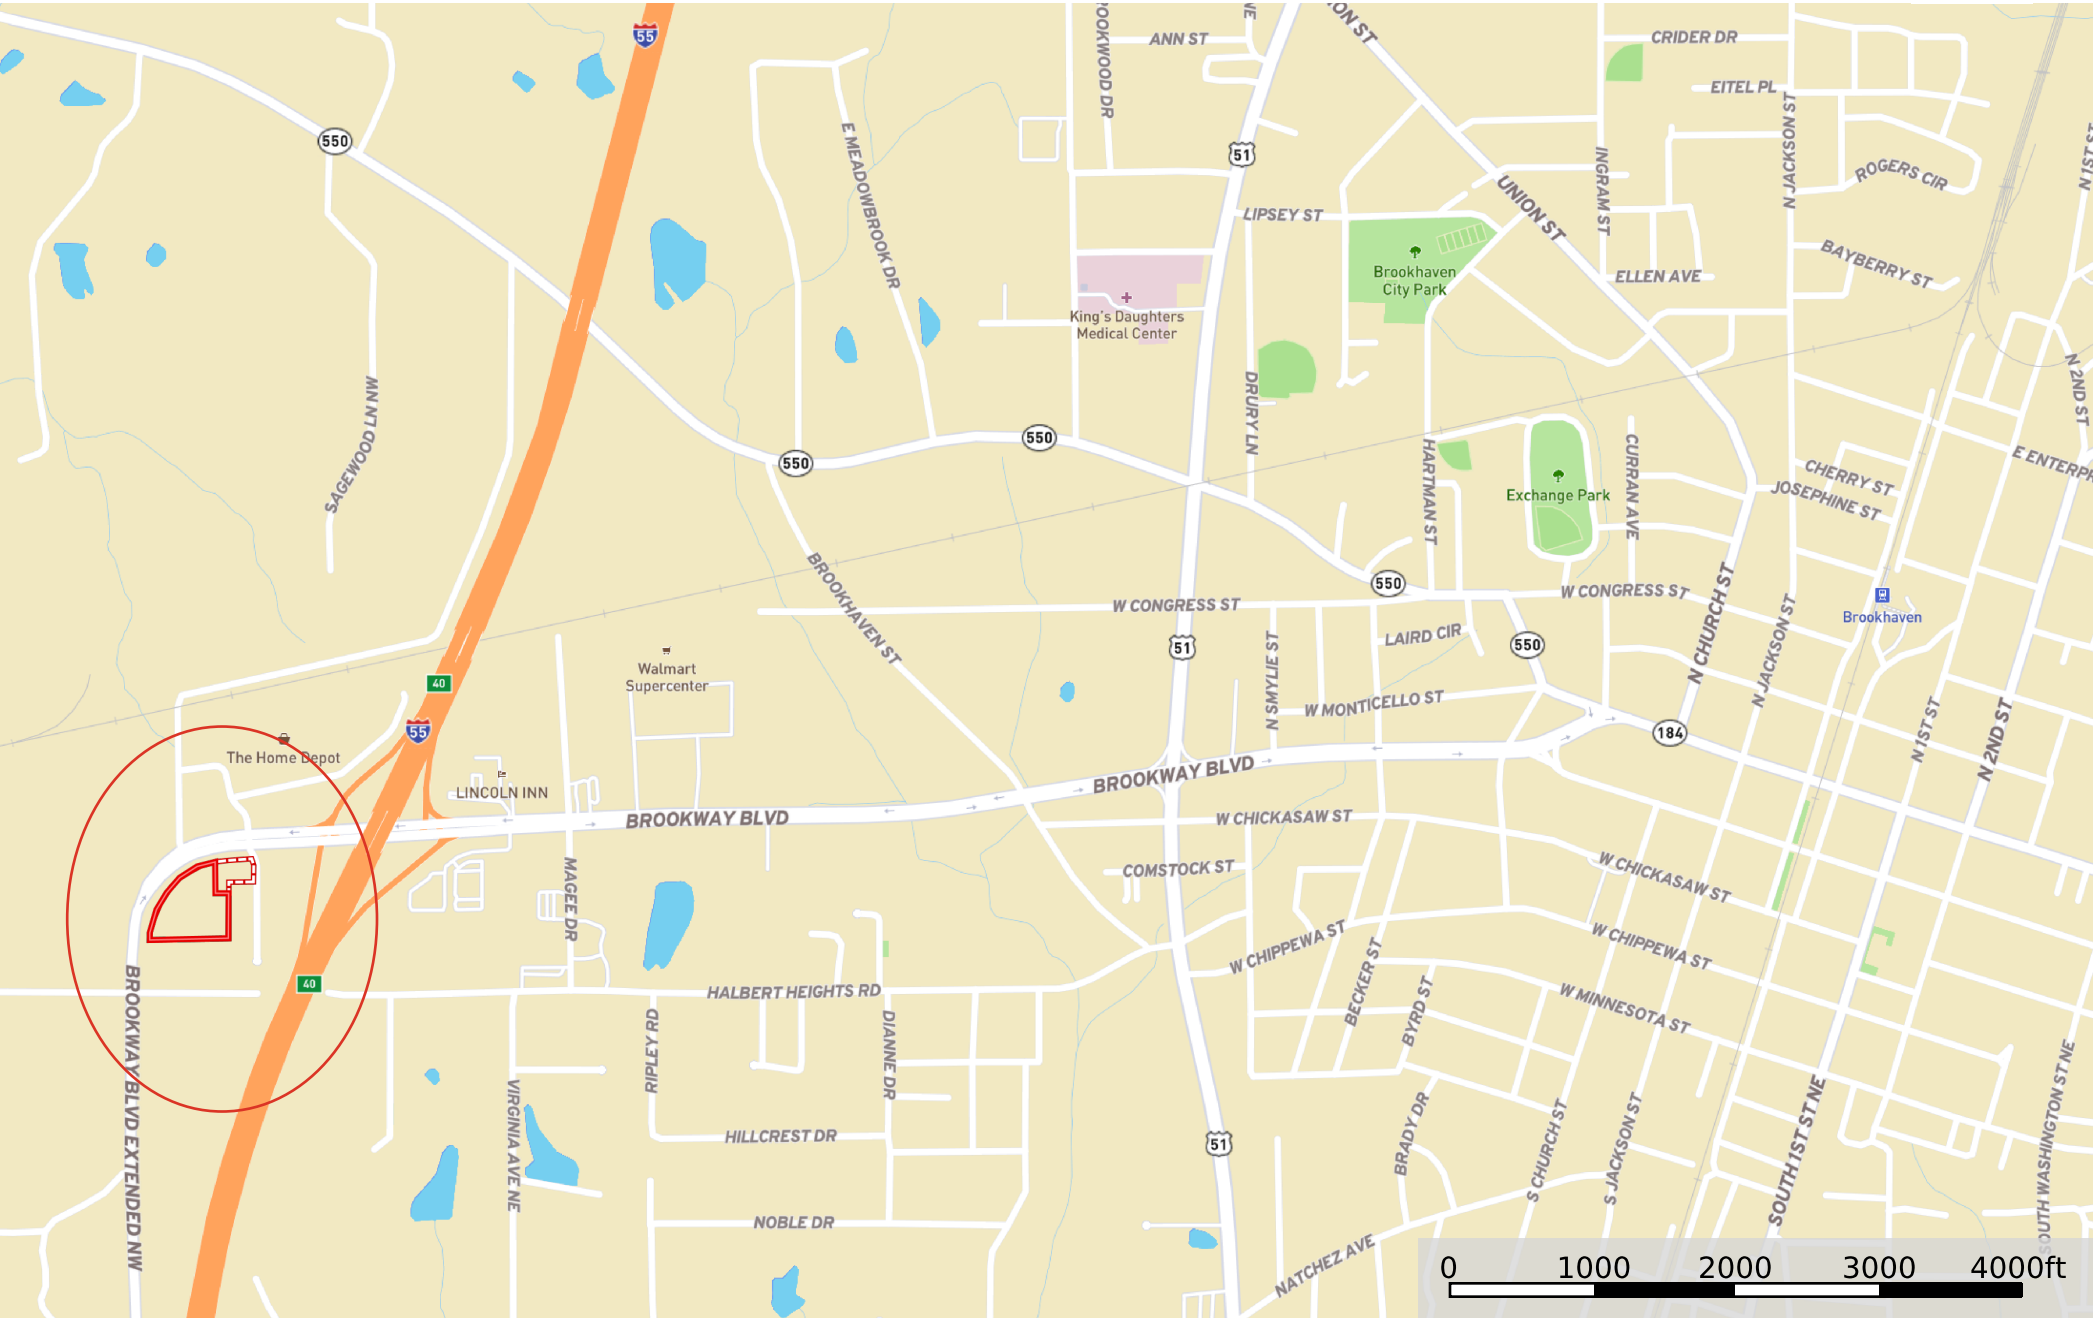 55
ANN ST
CRIDER DR
EITEL PL
550
E MEADOWBROOK DR
51
N JACKSON ST
INGRAM ST
ROGERS CIR
UNION ST
LIPSEY ST
Brookhaven
City Park
BAYBERRY ST
ELLEN AVE
King's Daughters
Medical Center
N 2ND ST
SAGEWOOD LN NW
DRURY LN
550
550
HARTMAN ST
CURRAN AVE
CHERRY ST
JOSEPHINE ST
Exchange Park
BROOKHAVEN ST
550
W CONGRESS ST
W CONGRESS ST
N CHURCH ST
N JACKSON ST
Brookhaven
LAIRD CIR
550
51
N SMYLIE ST
Walmart
Supercenter
40
W MONTICELLO ST
N 1ST ST
N 2ND ST
55
184
The Home Depot
LINCOLN INN
BROOKWAY BLVD
BROOKWAY BLVD
W CHICKASAW ST
COMSTOCK ST
W CHICKASAW ST
MAGEE DR
W CHIPPEWA ST
W CHIPPEWA ST
BECKER ST
BYRD ST
W MINNESOTA ST
40
HALBERT HEIGHTS RD
BROOKWAY BLVD EXTENDED NW
RIPLEY RD
DIANNE DR
VIRGINIA AVE NE
HILLCREST DR
51
BRADY DR
S CHURCH ST
S JACKSON ST
SOUTH 1ST ST NE
SOUTH WASHINGTON ST NE
NOBLE DR
NATCHEZ AVE
0 1000 2000 3000 4000ft